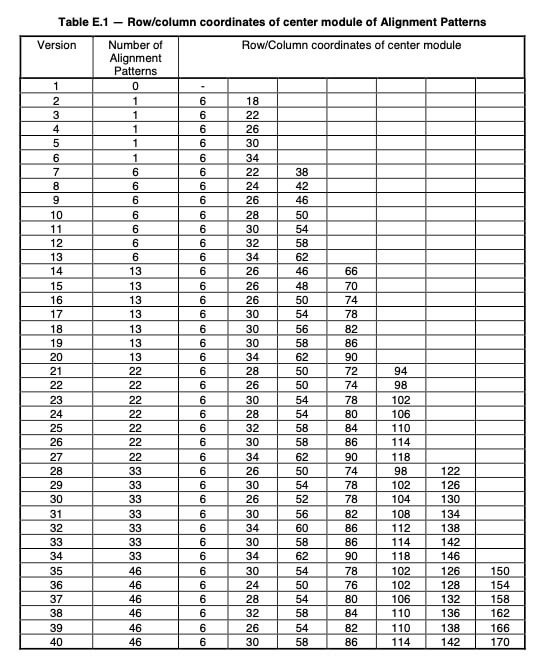 Table E.1 — Row/column coordinates of center module of Alignment Patterns
Version Number of Alignment Patterns Row/Column coordinates of center module
1 0 -
2 1 6 18
3 1 6 22
4 1 6 26
5 1 6 30
6 1 6 34
7 6 6 22 38
8 6 6 24 42
9 6 6 26 46
10 6 6 28 50
11 6 6 30 54
12 6 6 32 58
13 6 6 34 62
14 13 6 26 46 66
15 13 6 26 48 70
16 13 6 26 50 74
17 13 6 30 54 78
18 13 6 30 56 82
19 13 6 30 58 86
20 13 6 34 62 90
21 22 6 28 50 72 94
22 22 6 26 50 74 98
23 22 6 30 54 78 102
24 22 6 28 54 80 106
25 22 6 32 58 84 110
26 22 6 30 58 86 114
27 22 6 34 62 90 118
28 33 6 26 50 74 98 122
29 33 6 30 54 78 102 126
30 33 6 26 52 78 104 130
31 33 6 30 56 82 108 134
32 33 6 34 60 86 112 138
33 33 6 30 58 86 114 142
34 33 6 34 62 90 118 146
35 46 6 30 54 78 102 126 150
36 46 6 24 50 76 102 128 154
37 46 6 28 54 80 106 132 158
38 46 6 32 58 84 110 136 162
39 46 6 26 54 82 110 138 166
40 46 6 30 58 86 114 142 170